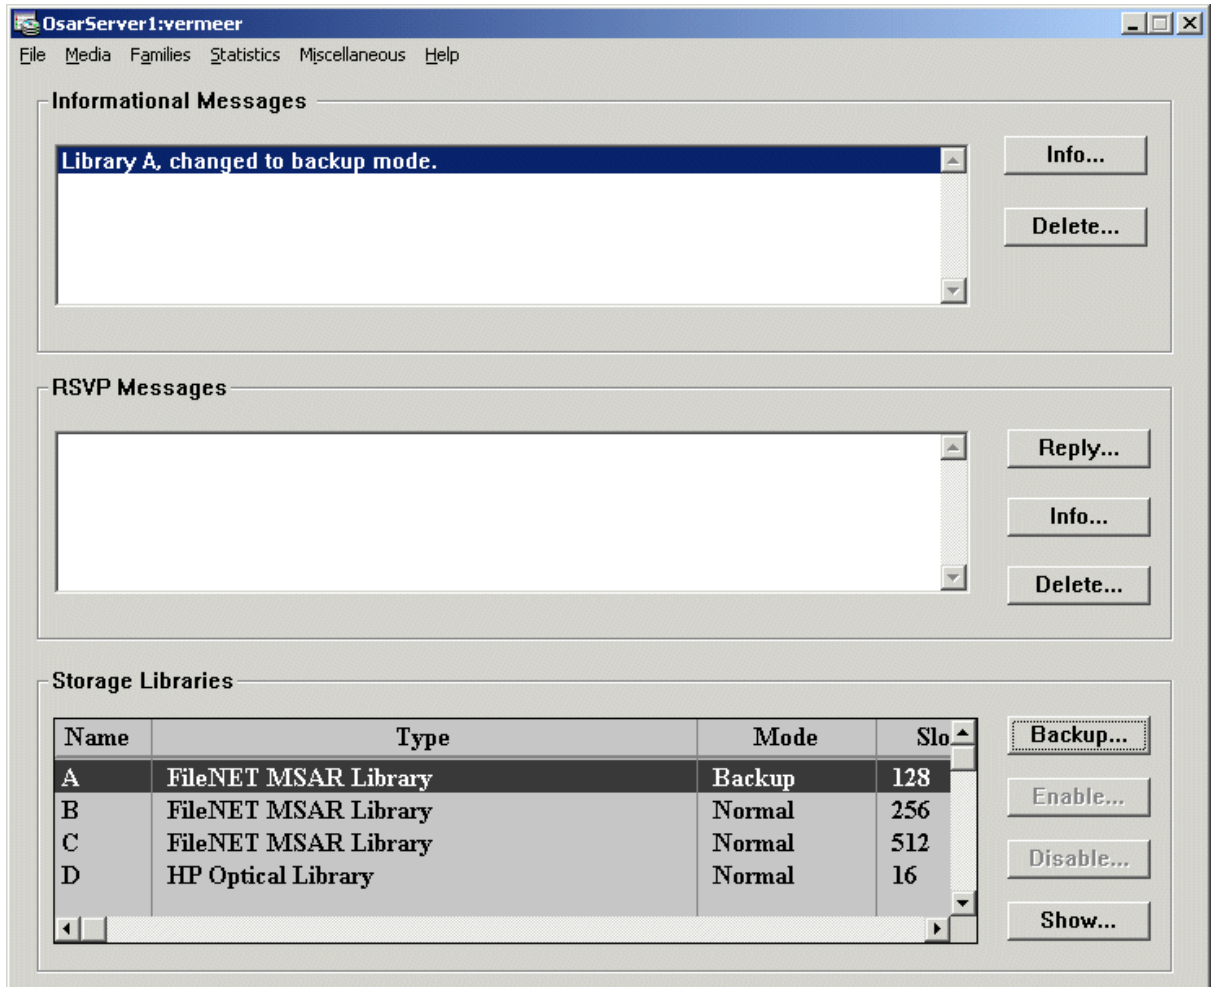 OsarServer1:vermeer
File Media Families Statistics Miscellaneous Help
Informational Messages
Library A, changed to backup mode.
Info...
Delete...
RSVP Messages
Reply...
Info...
Delete...
Storage Libraries
Name Type Mode Slo
A FileNET MSAR Library Backup 128
B FileNET MSAR Library Normal 256
C FileNET MSAR Library Normal 512
D HP Optical Library Normal 16
Backup...
Enable...
Disable...
Show...